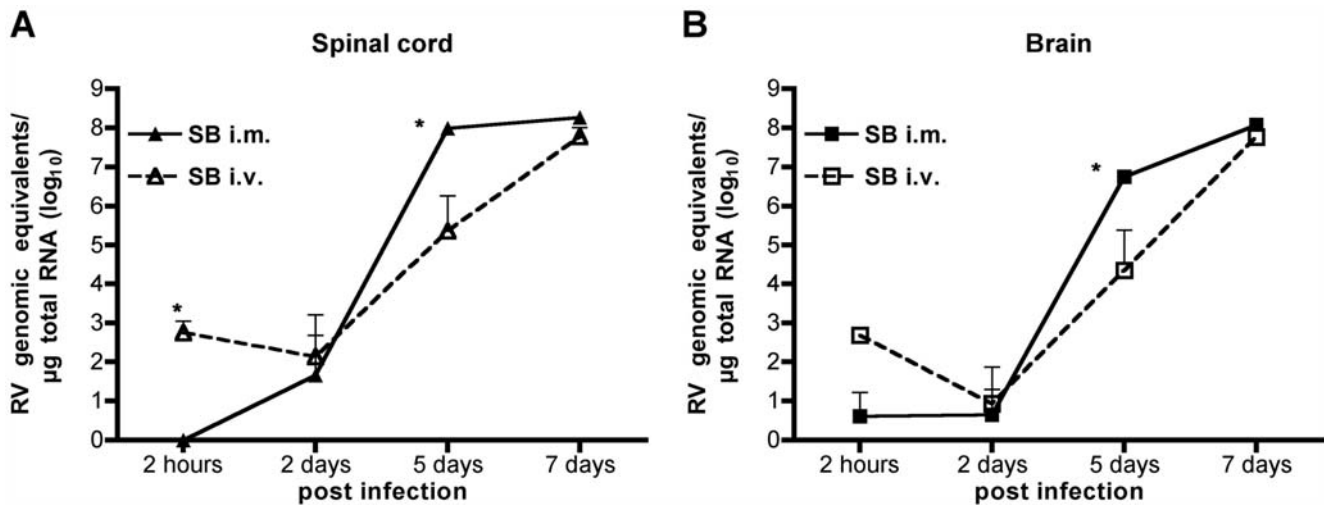 A
Spinal cord
RV genomic equivalents/
µg total RNA (log10)
9
8
7
6
5
4
3
2
1
0
SB i.m.
SB i.v.
*
*
2 hours 2 days 5 days 7 days
post infection
B
Brain
RV genomic equivalents/
µg total RNA (log10)
9
8
7
6
5
4
3
2
1
0
SB i.m.
SB i.v.
*
2 hours 2 days 5 days 7 days
post infection